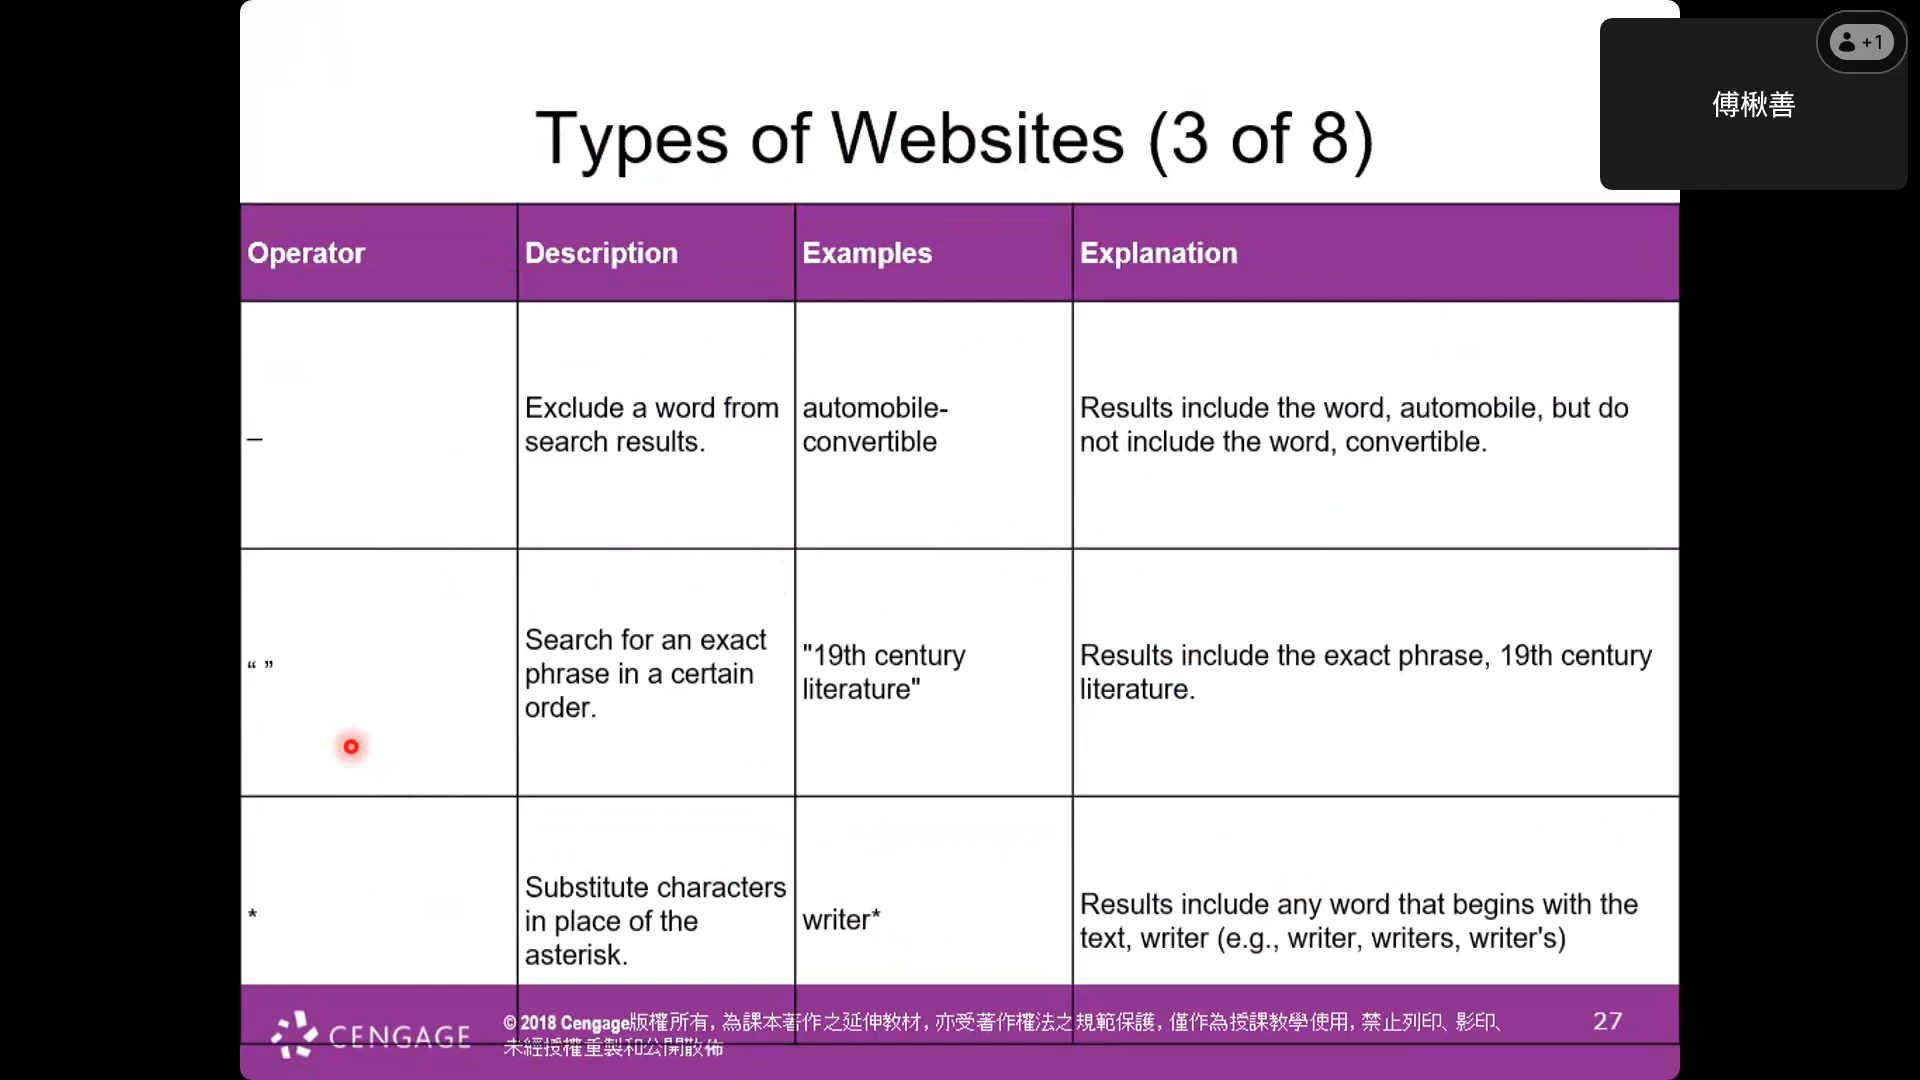 +1
傅楸善
Types of Websites (3 of 8)
Operator
Description
Examples
Explanation
–
Exclude a word from
search results.
automobile-
convertible
Results include the word, automobile, but do
not include the word, convertible.
“ ”
Search for an exact
phrase in a certain
order.
"19th century
literature"
Results include the exact phrase, 19th century
literature.
*
Substitute characters
in place of the
asterisk.
writer*
Results include any word that begins with the
text, writer (e.g., writer, writers, writer's)
CENGAGE
© 2018 Cengage版權所有, 為課本著作之延伸教材, 亦受著作權法之規範保護, 僅作為授課教學使用, 禁止列印、影印、
未經授權重製和公開散佈
27